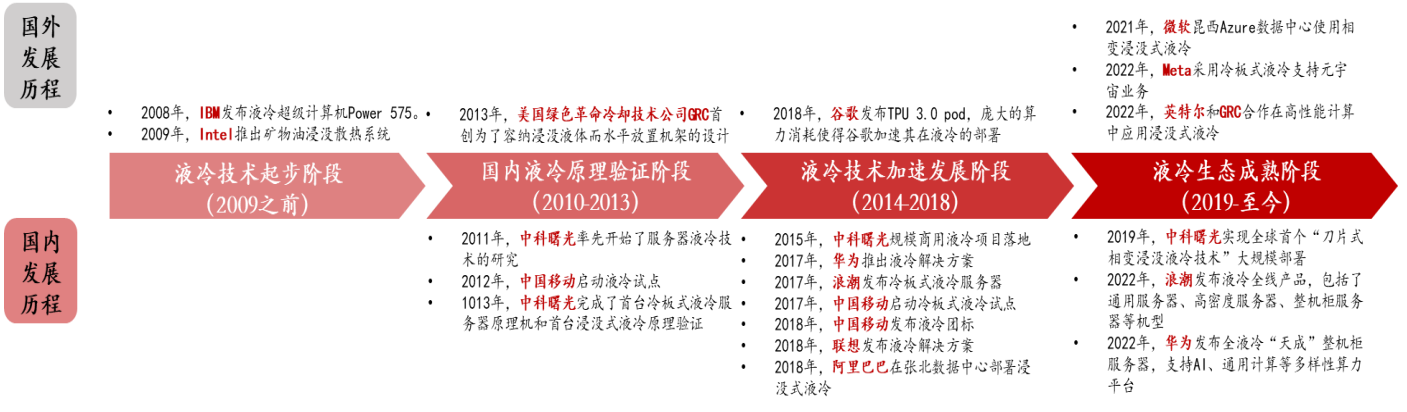 国外
发展
历程
2008年，IBM发布液冷超级计算机Power 575。
2009年，Intel推出矿物油浸没散热系统
2013年，美国绿色革命冷却技术公司GRC首
创为了容纳浸没液体而水平放置机架的设计
2018年，谷歌发布TPU 3.0 pod，庞大的算
力消耗使得谷歌加速其在液冷的部署
2021年，微软昆西Azure数据中心使用相
变浸没式液冷
2022年，Meta采用冷板式液冷支持元宇
宙业务
2022年，英特尔和GRC合作在高性能计算
中应用浸没式液冷
液冷技术起步阶段
（2009之前）
国内液冷原理验证阶段
（2010-2013）
液冷技术加速发展阶段
（2014-2018）
液冷生态成熟阶段
（2019-至今）
国内
发展
历程
2011年，中科曙光率先开始了服务器液冷技
术的研究
2012年，中国移动启动液冷试点
1013年，中科曙光完成了首台冷板式液冷服
务器原理机和首台浸没式液冷原理验证
2015年，中科曙光规模商用液冷项目落地
2017年，华为推出液冷解决方案
2017年，浪潮发布冷板式液冷服务器
2017年，中国移动启动冷板式液冷试点
2018年，中国移动发布液冷团标
2018年，联想发布液冷解决方案
2018年，阿里巴巴在张北数据中心部署浸
没式液冷
2019年，中科曙光实现全球首个“刀片式
相变浸没液冷技术”大规模部署
2022年，浪潮发布液冷全线产品，包括了
通用服务器、高密度服务器、整机柜服务
器等机型
2022年，华为发布全液冷“天成”整机柜
服务器，支持AI、通用计算等多样性算力
平台